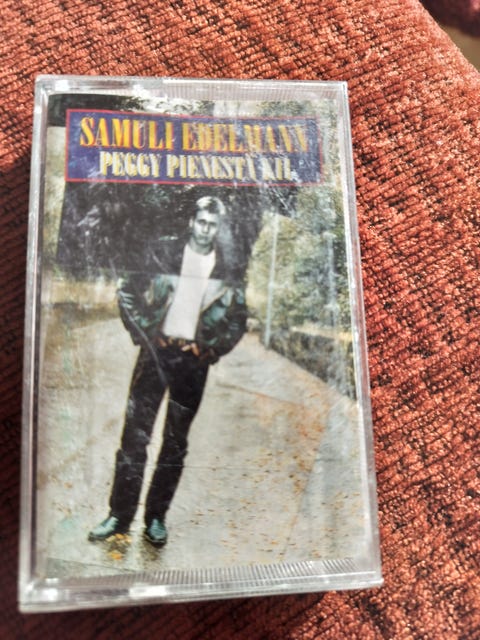 SAMULI EDELMANN
PEGGY PIENESTÄ KII.